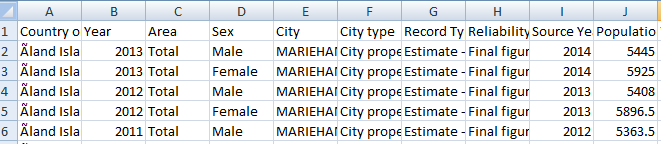 A B C D E F G H I J
1 Country o Year Area Sex City City type Record Ty Reliability Source Ye Populatio
2 Ãland Isla 2013 Total Male MARIEHAI City prope Estimate - Final figur 2014 5445
3 Ãland Isla 2013 Total Female MARIEHAI City prope Estimate - Final figur 2014 5925
4 Ãland Isla 2012 Total Male MARIEHAI City prope Estimate - Final figur 2013 5408
5 Ãland Isla 2012 Total Female MARIEHAI City prope Estimate - Final figur 2013 5896.5
6 Ãland Isla 2011 Total Male MARIEHAI City prope Estimate - Final figur 2012 5363.5